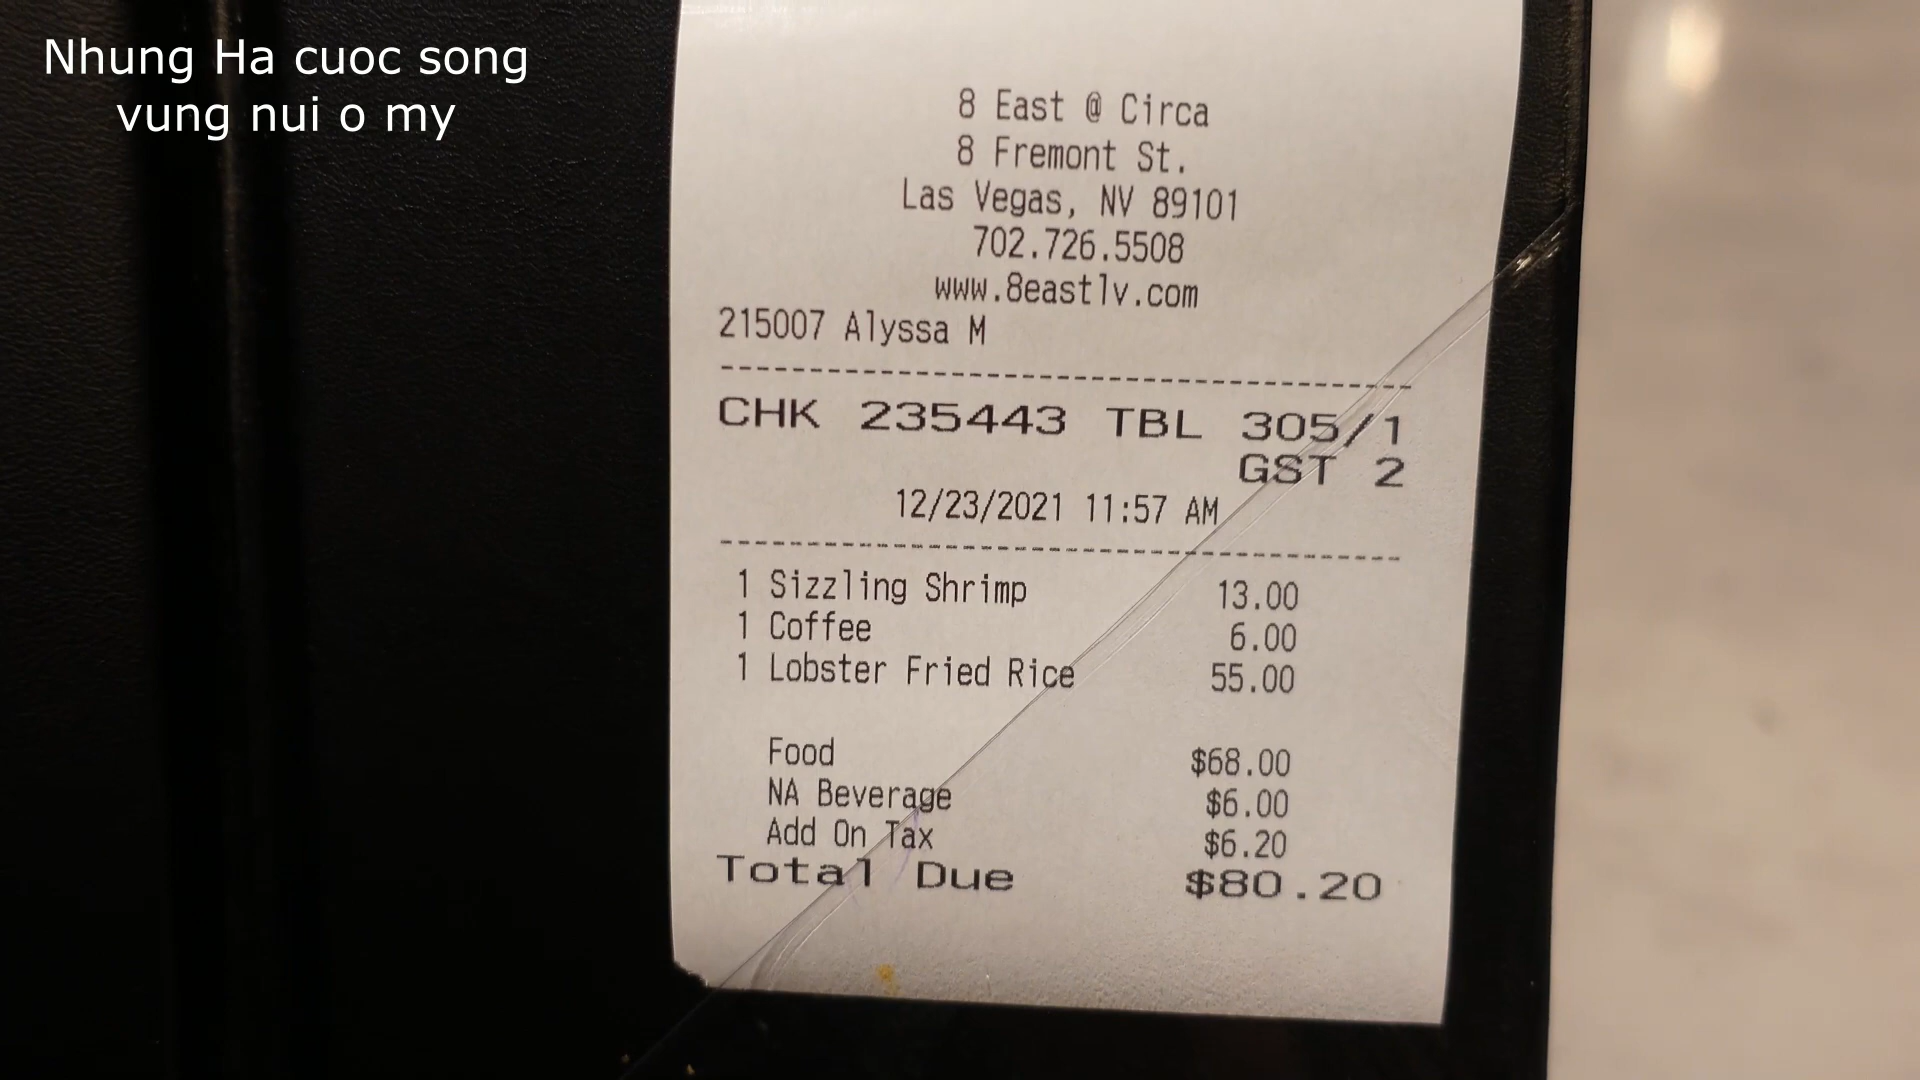 Nhung Ha cuoc song
vung nui o my
8 East @ Circa
8 Fremont St.
Las Vegas, NV 89101
702.726.5508
www.8eastlv.com
215007 Alyssa M
CHK 235443 TBL 305/1
GST 2
12/23/2021 11:57 AM
1 Sizzling Shrimp 13.00
1 Coffee 6.00
1 Lobster Fried Rice 55.00
Food $68.00
NA Beverage $6.00
Add On Tax $6.20
Total Due $80.20